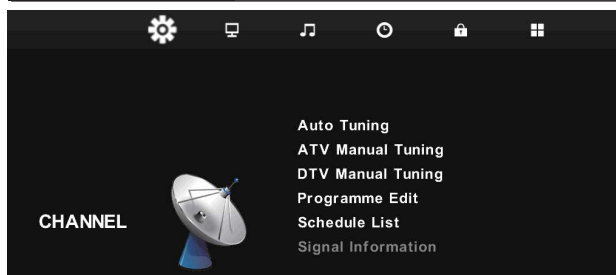 Auto Tuning
ATV Manual Tuning
DTV Manual Tuning
Programme Edit
CHANNEL
Schedule List
Signal Information